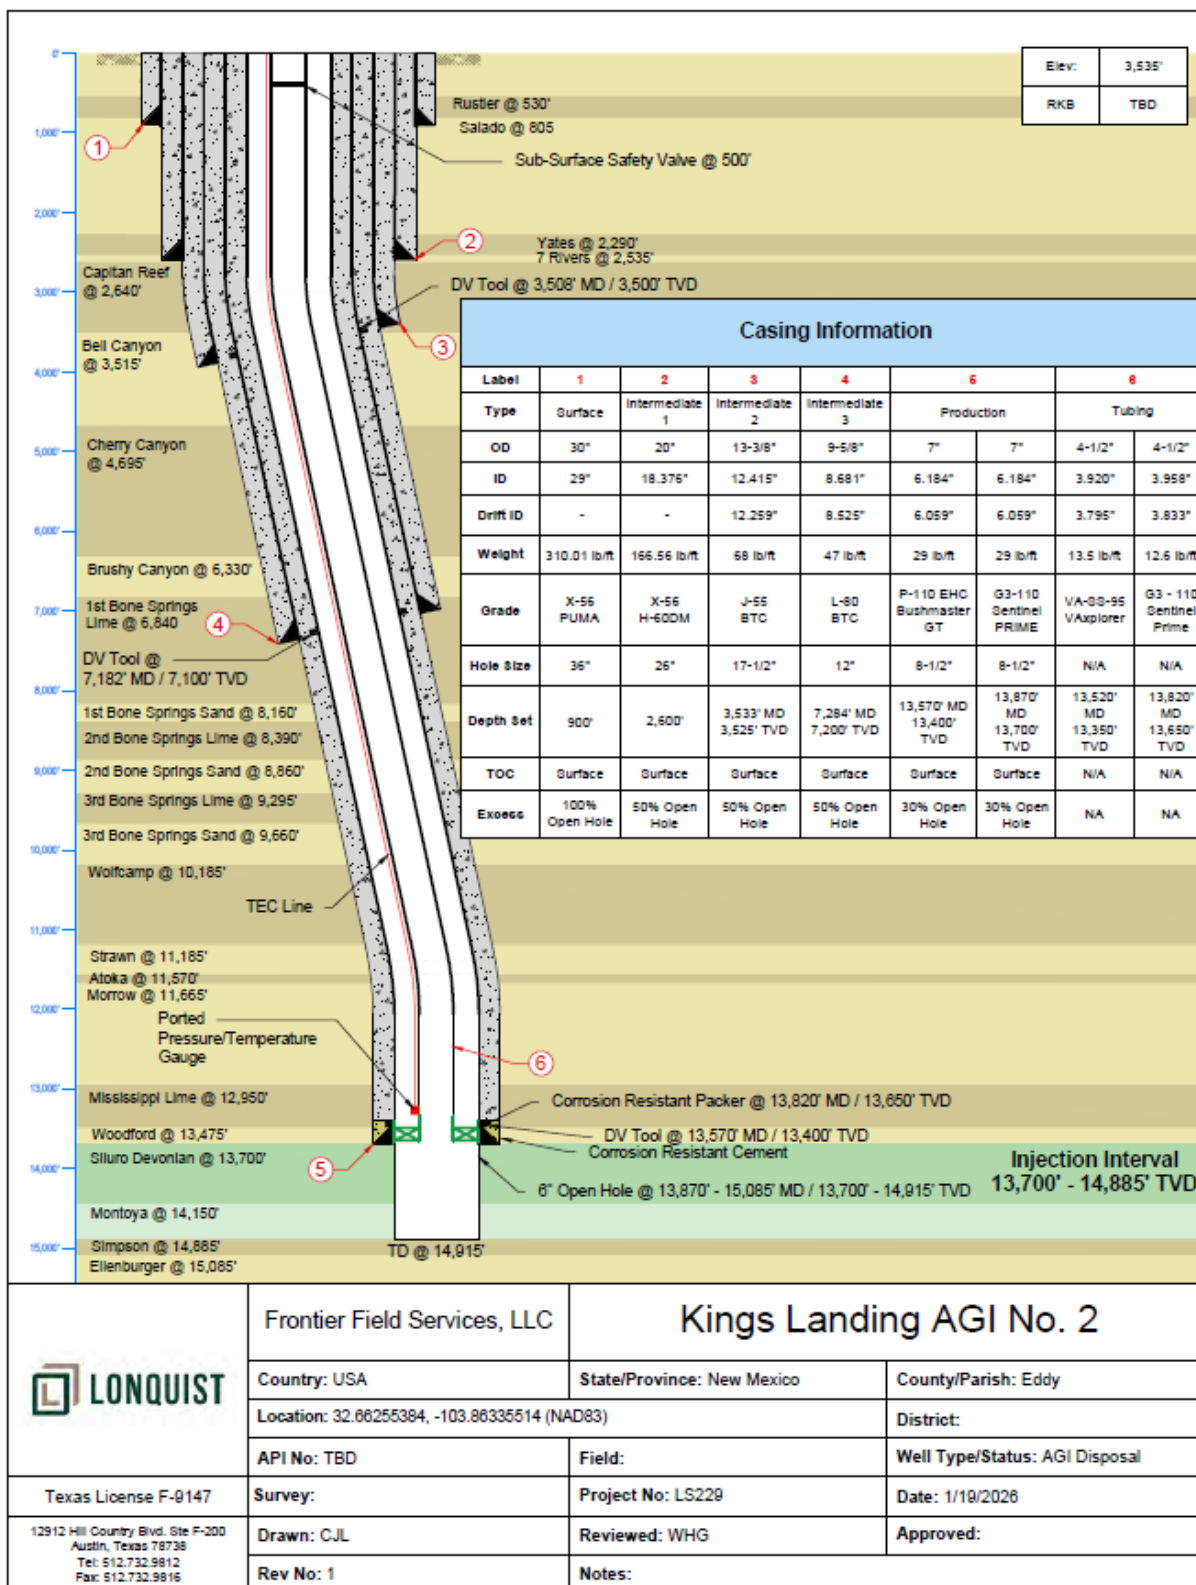 0'
1,000'
2,000'
3,000'
4,000'
5,000'
6,000'
7,000'
8,000'
9,000'
10,000'
11,000'
12,000'
13,000'
14,000'
15,000'
Elev: 3,535'
RKB TBD
Rustler @ 530'
Salado @ 805
1
Sub-Surface Safety Valve @ 500'
2
Yates @ 2,290'
7 Rivers @ 2,535'
Capitan Reef
@ 2,640'
DV Tool @ 3,508' MD / 3,500' TVD
3
Bell Canyon
@ 3,515'
Cherry Canyon
@ 4,695'
Brushy Canyon @ 6,330'
1st Bone Springs
Lime @ 6,840
4
DV Tool @
7,182' MD / 7,100' TVD
1st Bone Springs Sand @ 8,160'
2nd Bone Springs Lime @ 8,390'
2nd Bone Springs Sand @ 8,860'
3rd Bone Springs Lime @ 9,295'
3rd Bone Springs Sand @ 9,660'
Wolfcamp @ 10,185'
TEC Line
Strawn @ 11,185'
Atoka @ 11,570'
Morrow @ 11,665'
Ported
Pressure/Temperature
Gauge
6
Mississippi Lime @ 12,950'
Corrosion Resistant Packer @ 13,820' MD / 13,650' TVD
Woodford @ 13,475'
DV Tool @ 13,570' MD / 13,400' TVD
Corrosion Resistant Cement
Siluro Devonian @ 13,700'
5
Injection Interval
13,700' - 14,885' TVD
6" Open Hole @ 13,870' - 15,085' MD / 13,700' - 14,915' TVD
Montoya @ 14,150'
Simpson @ 14,885'
TD @ 14,915'
Ellenburger @ 15,085'
Casing Information
Label 1 2 3 4 5 6
Type Surface Intermediate 1 Intermediate 2 Intermediate 3 Production Tubing
OD 30" 20" 13-3/8" 9-5/8" 7" 7" 4-1/2" 4-1/2"
ID 29" 18.376" 12.415" 8.681" 6.184" 6.184" 3.920" 3.958"
Drift ID - - 12.259" 8.525" 6.059" 6.059" 3.795" 3.833"
Weight 310.01 lb/ft 166.56 lb/ft 68 lb/ft 47 lb/ft 29 lb/ft 29 lb/ft 13.5 lb/ft 12.6 lb/ft
Grade X-56 PUMA X-56 H-60DM J-55 BTC L-80 BTC P-110 EHC Bushmaster GT G3-110 Sentinel PRIME VA-SS-95 VAxplorer G3 - 110 Sentinel Prime
Hole Size 36" 26" 17-1/2" 12" 8-1/2" 8-1/2" N/A N/A
Depth Set 900' 2,600' 3,533' MD 3,525' TVD 7,284' MD 7,200' TVD 13,570' MD 13,400' TVD 13,870' MD 13,700' TVD 13,520' MD 13,350' TVD 13,820' MD 13,650' TVD
TOC Surface Surface Surface Surface Surface Surface N/A N/A
Excess 100% Open Hole 50% Open Hole 50% Open Hole 50% Open Hole 30% Open Hole 30% Open Hole NA NA
LONQUIST
Texas License F-9147
12912 Hill Country Blvd. Ste F-200
Austin, Texas 78738
Tel: 512.732.9812
Fax: 512.732.9816
Frontier Field Services, LLC
Kings Landing AGI No. 2
Country: USA
State/Province: New Mexico
County/Parish: Eddy
Location: 32.66255384, -103.86335514 (NAD83)
District:
API No: TBD
Field:
Well Type/Status: AGI Disposal
Survey:
Project No: LS229
Date: 1/19/2026
Drawn: CJL
Reviewed: WHG
Approved:
Rev No: 1
Notes: